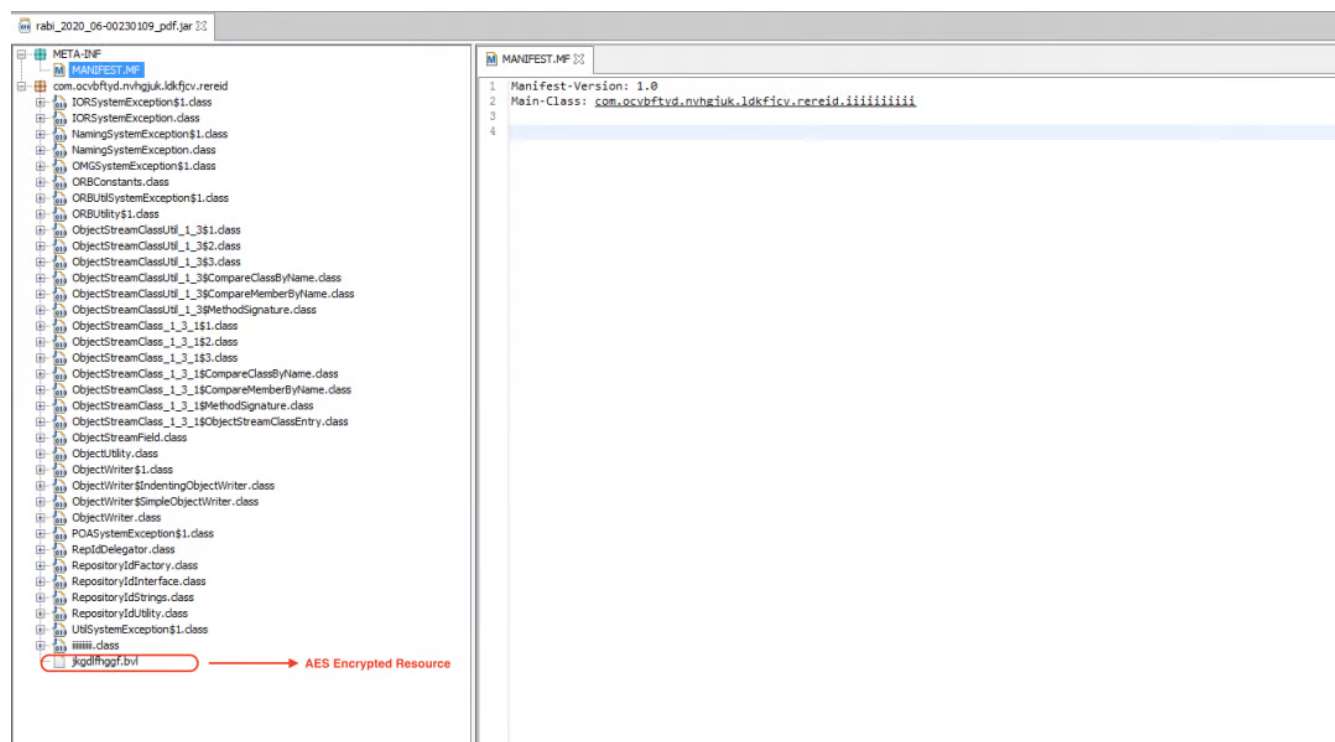 rabi_2020_06-00230109_pdf.jar
META-INF
MANIFEST.MF
com.ocvbftyd.nvhgjuk.ldkfjcv.rereid
IORSystemException$1.class
IORSystemException.class
NamingSystemException$1.class
NamingSystemException.class
OMGSystemException$1.class
ORBConstants.class
ORBUtilSystemException$1.class
ORBUtility$1.class
ObjectStreamClassUtil_1_3$1.class
ObjectStreamClassUtil_1_3$2.class
ObjectStreamClassUtil_1_3$3.class
ObjectStreamClassUtil_1_3$CompareClassByName.class
ObjectStreamClassUtil_1_3$CompareMemberByName.class
ObjectStreamClassUtil_1_3$MethodSignature.class
ObjectStreamClass_1_3_1$1.class
ObjectStreamClass_1_3_1$2.class
ObjectStreamClass_1_3_1$3.class
ObjectStreamClass_1_3_1$CompareClassByName.class
ObjectStreamClass_1_3_1$CompareMemberByName.class
ObjectStreamClass_1_3_1$MethodSignature.class
ObjectStreamClass_1_3_1$ObjectStreamClassEntry.class
ObjectStreamField.class
ObjectUtility.class
ObjectWriter$1.class
ObjectWriter$IndentingObjectWriter.class
ObjectWriter$SimpleObjectWriter.class
ObjectWriter.class
POASystemException$1.class
RepIdDelegator.class
RepositoryIdFactory.class
RepositoryIdInterface.class
RepositoryIdStrings.class
RepositoryIdUtility.class
UtilSystemException$1.class
iiiiiiiiii.class
jkgdlfhggf.bvl
AES Encrypted Resource
MANIFEST.MF
1 Manifest-Version: 1.0
2 Main-Class: com.ocvbftyd.nvhgjuk.ldkfjcv.rereid.iiiiiiiiii
3
4